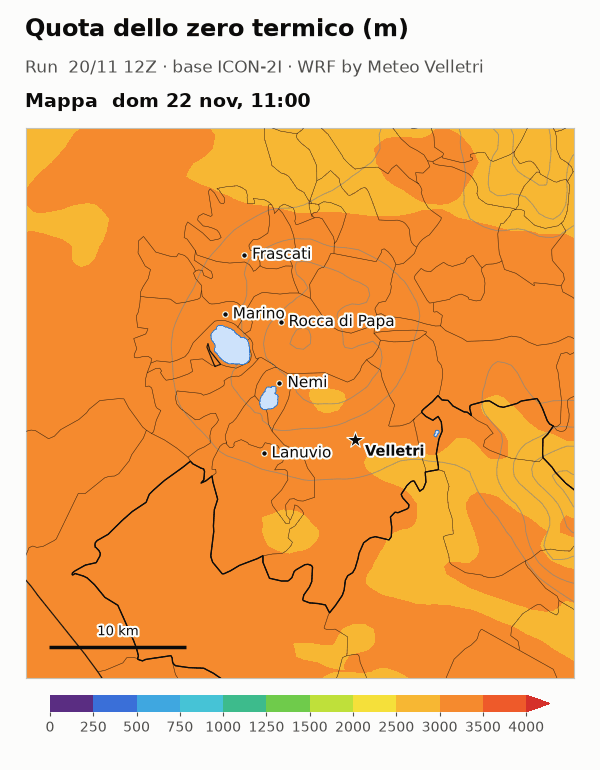 Quota dello zero termico (m)
Run  20/11 12Z · base ICON-2I · WRF by Meteo Velletri
Mappa  dom 22 nov, 11:00
Frascati
Marino
Rocca di Papa
Nemi
Velletri
Lanuvio
10 km
0 250 500 750 1000 1250 1500 2000 2500 3000 3500 4000